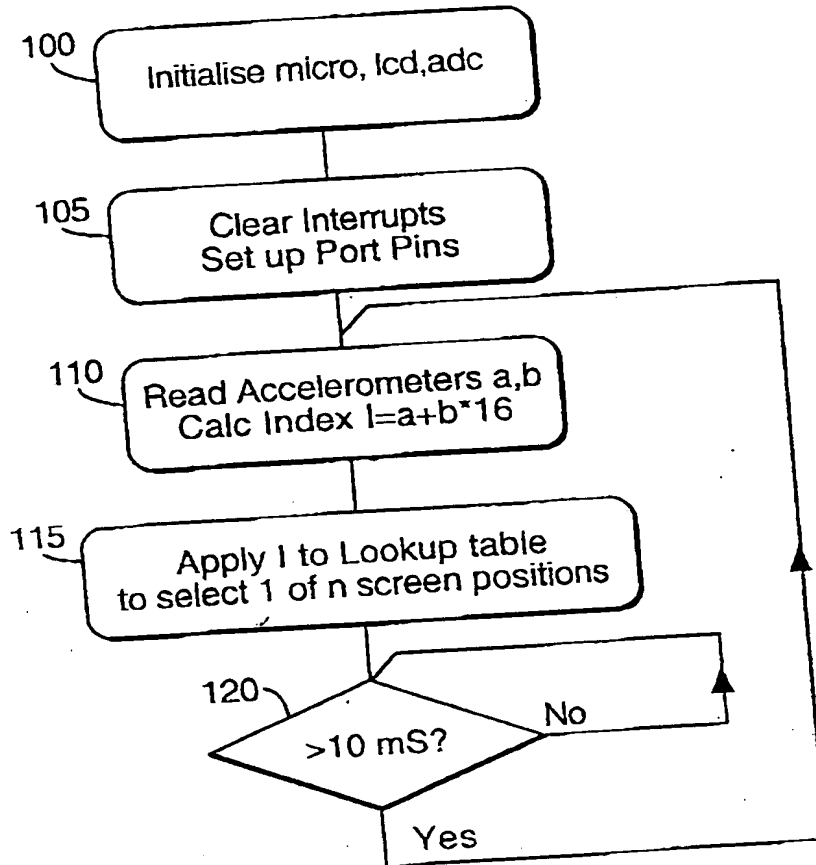 100
Initialise micro, lcd,adc
105
Clear Interrupts
Set up Port Pins
110
Read Accelerometers a,b
Calc Index I=a+b*16
115
Apply I to Lookup table
to select 1 of n screen positions
120
>10 mS?
No
Yes